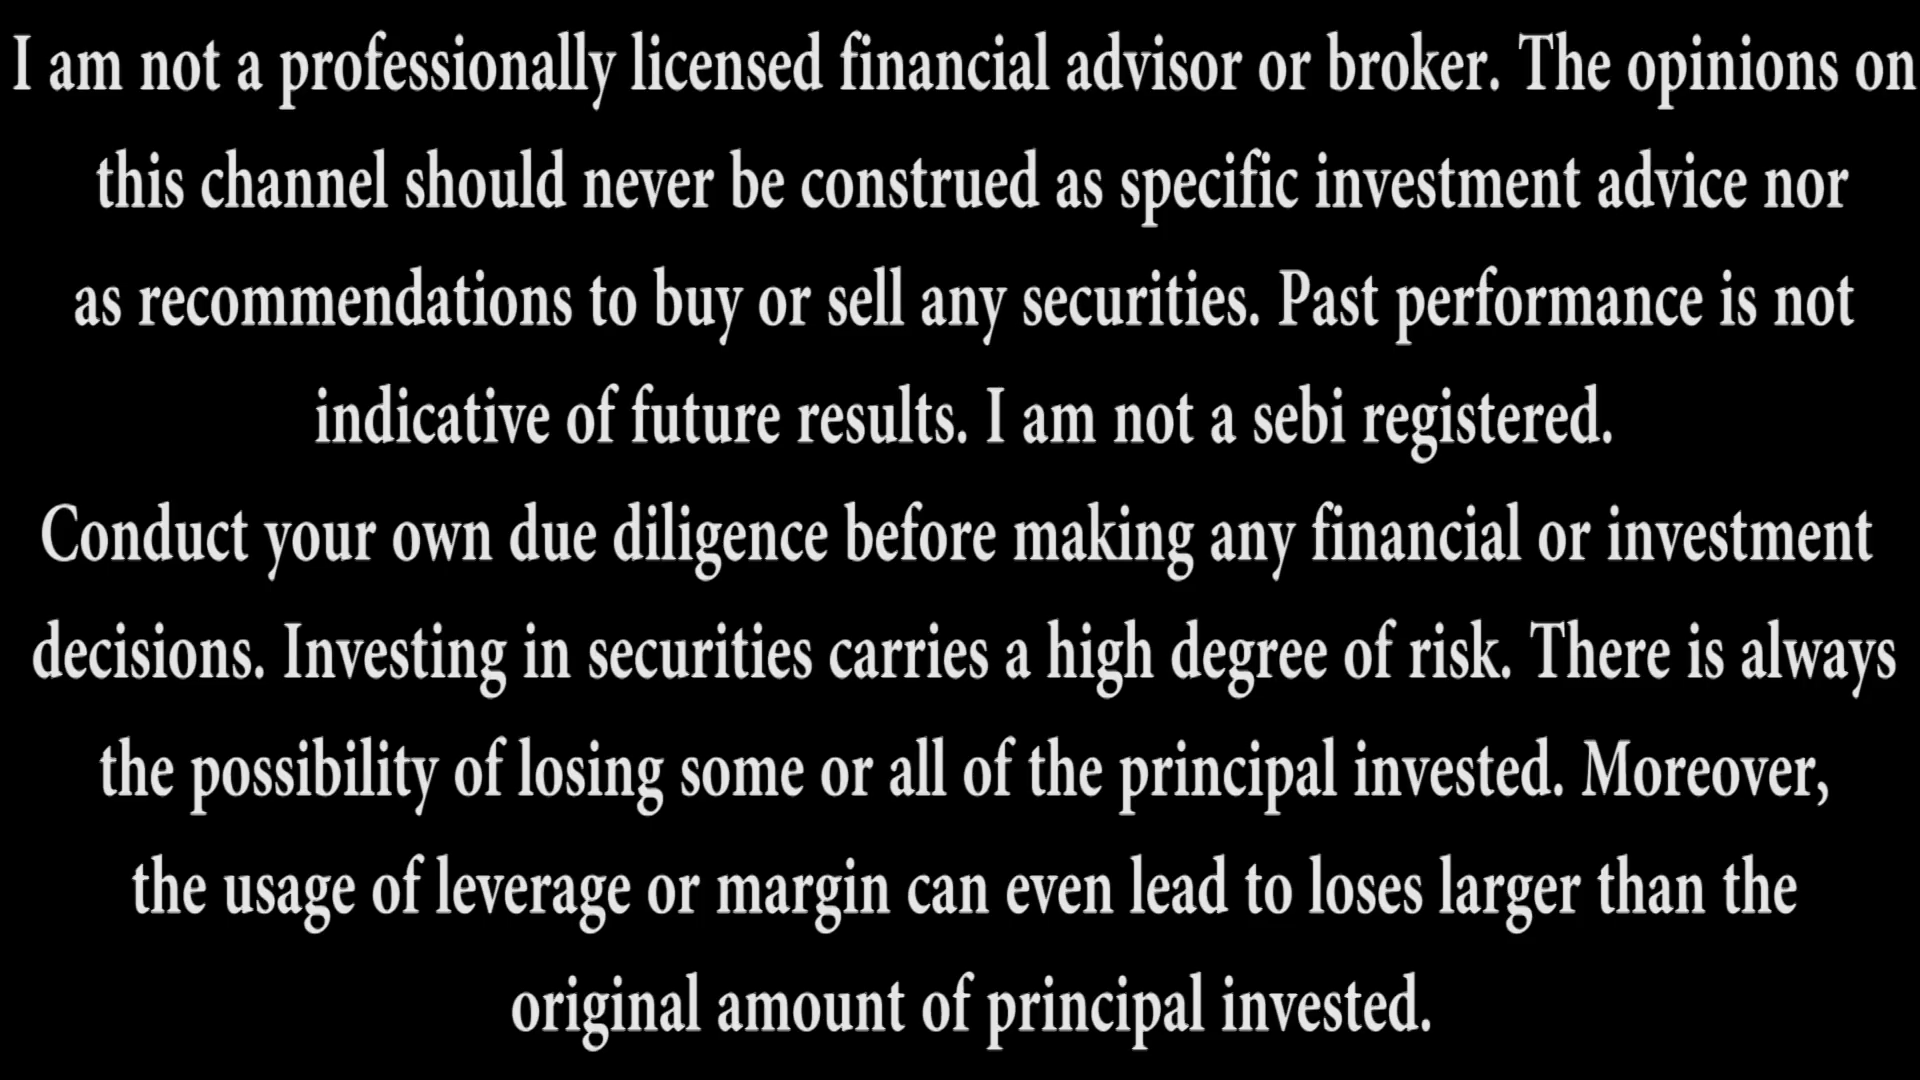 I am not a professionally licensed financial advisor or broker. The opinions on
this channel should never be construed as specific investment advice nor
as recommendations to buy or sell any securities. Past performance is not
indicative of future results. I am not a sebi registered.
Conduct your own due diligence before making any financial or investment
decisions. Investing in securities carries a high degree of risk. There is always
the possibility of losing some or all of the principal invested. Moreover,
the usage of leverage or margin can even lead to loses larger than the
original amount of principal invested.